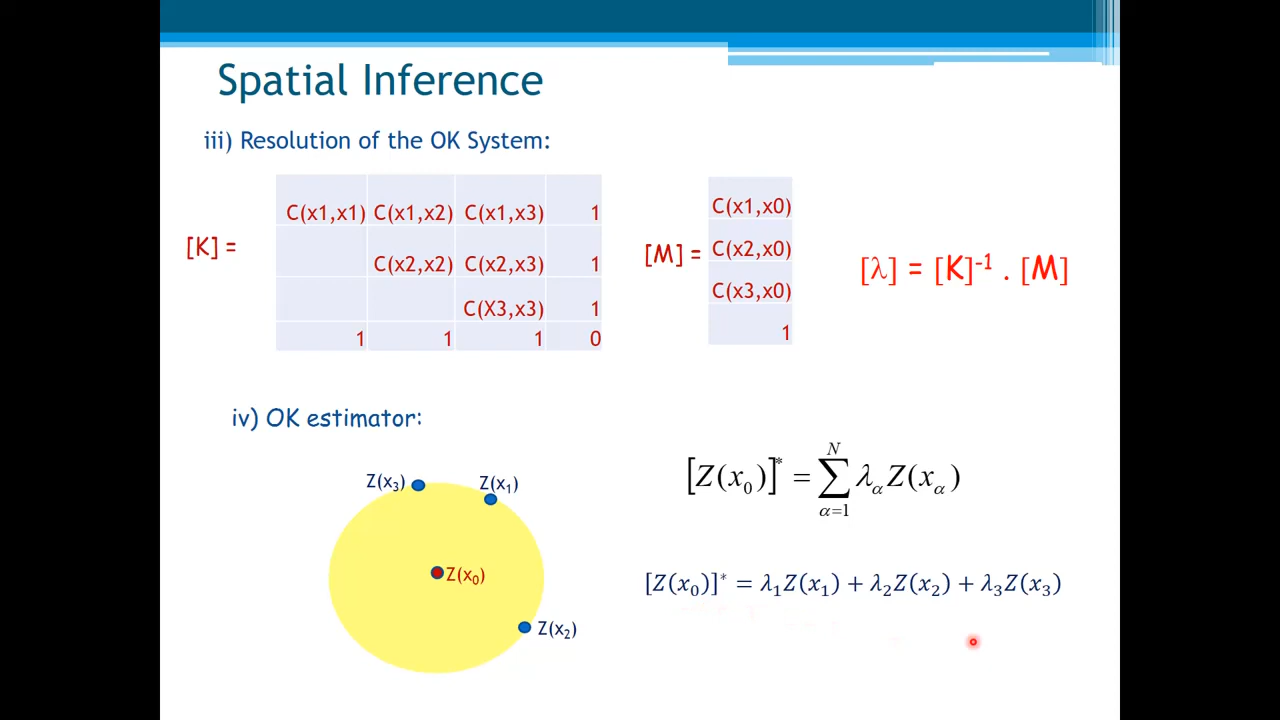 Spatial Inference
iii) Resolution of the OK System:
[K] =
C(x1,x1) C(x1,x2) C(x1,x3) 1
C(x2,x2) C(x2,x3) 1
C(X3,x3) 1
1 1 1 0
[M] =
C(x1,x0)
C(x2,x0)
C(x3,x0)
1
[λ] = [K]⁻¹ . [M]
iv) OK estimator:
Z(x₃)
Z(x₁)
Z(x₀)
Z(x₂)
[Z(x₀)]* = ∑_{α=1}^{N} λ_α Z(x_α)
[Z(x₀)]* = λ₁Z(x₁) + λ₂Z(x₂) + λ₃Z(x₃)